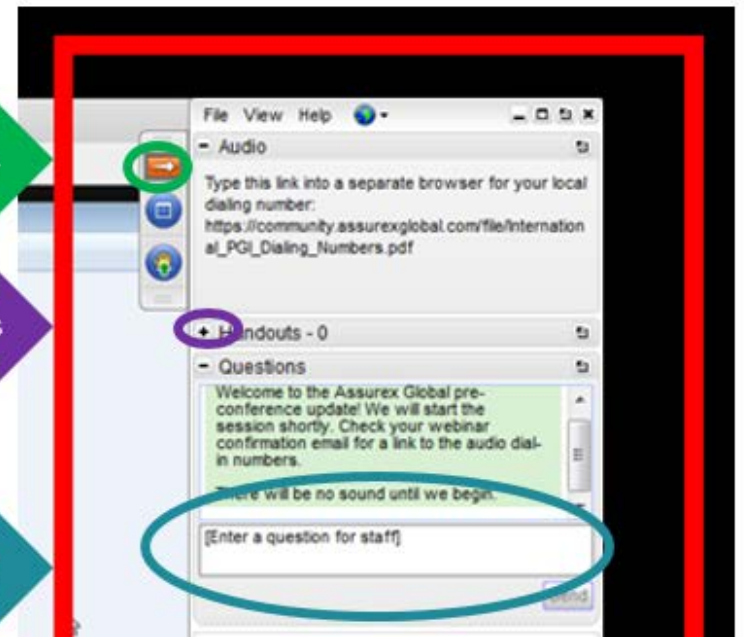 File View Help
- Audio
Type this link into a separate browser for your local
dialing number:
https://community.assurexglobal.com/file/Internation
al_PGI_Dialing_Numbers.pdf
+ Handouts - 0
- Questions
Welcome to the Assurex Global pre-
conference update! We will start the
session shortly. Check your webinar
confirmation email for a link to the audio dial-
in numbers.
There will be no sound until we begin.
[Enter a question for staff]
Send